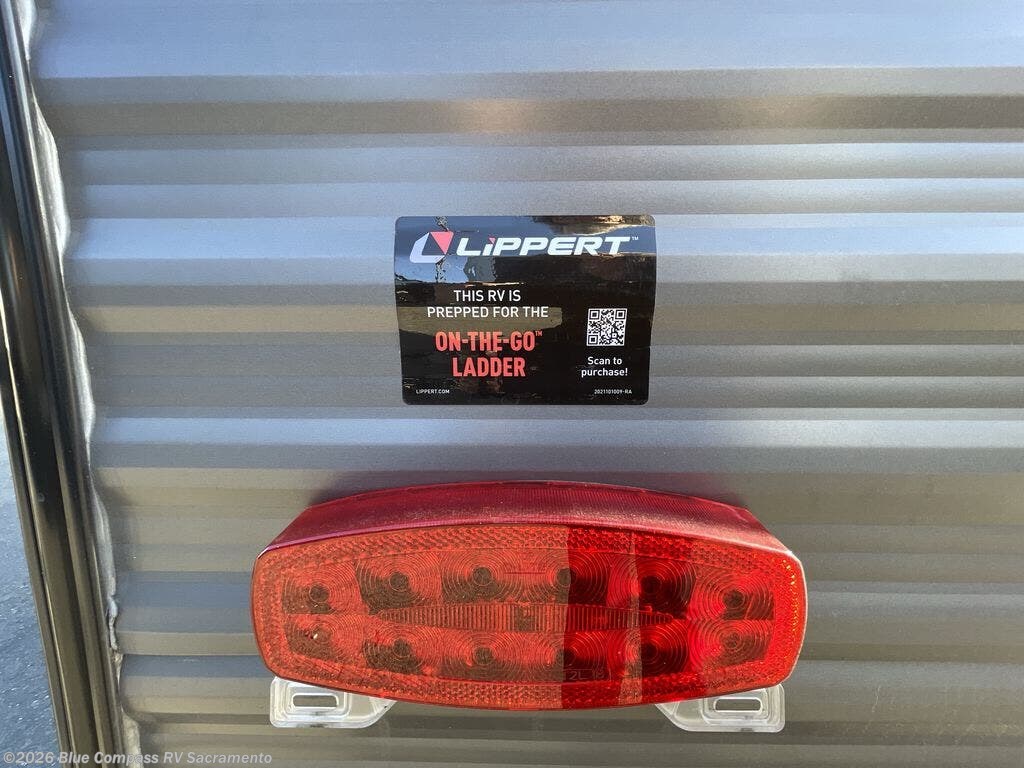 LiPPERT™
THIS RV IS
PREPPED FOR THE
ON-THE-GO™
LADDER
Scan to
purchase!
LIPPERT.COM
2021101009-RA
©2026 Blue Compass RV Sacramento